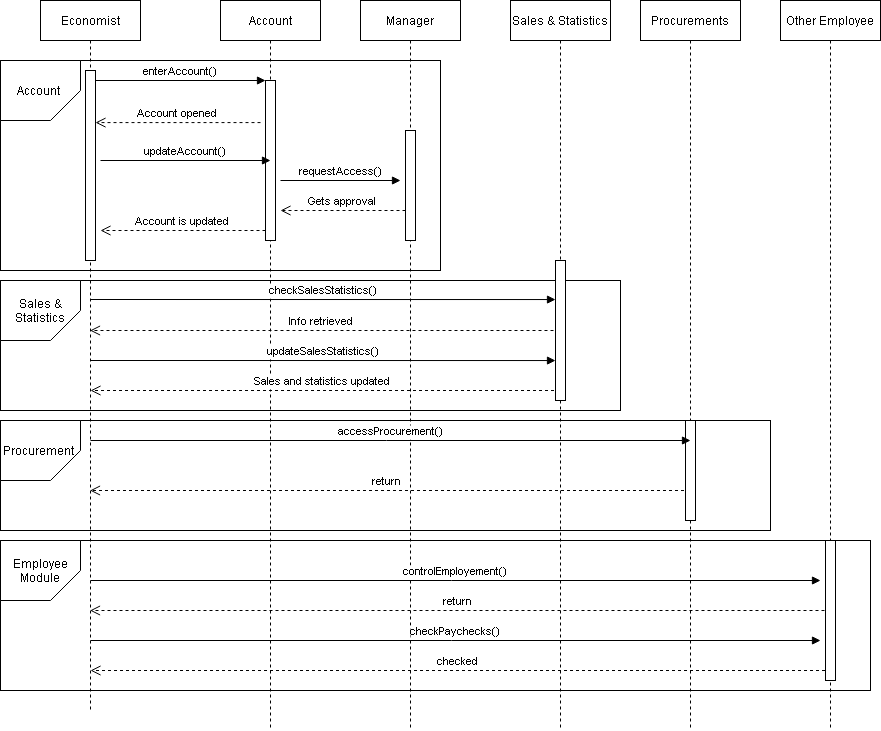 Economist
Account
Manager
Sales & Statistics
Procurements
Other Employee
Account
enterAccount()
Account opened
updateAccount()
requestAccess()
Gets approval
Account is updated
Sales &
Statistics
checkSalesStatistics()
Info retrieved
updateSalesStatistics()
Sales and statistics updated
Procurement
accessProcurement()
return
Employee
Module
controlEmployement()
return
checkPaychecks()
checked